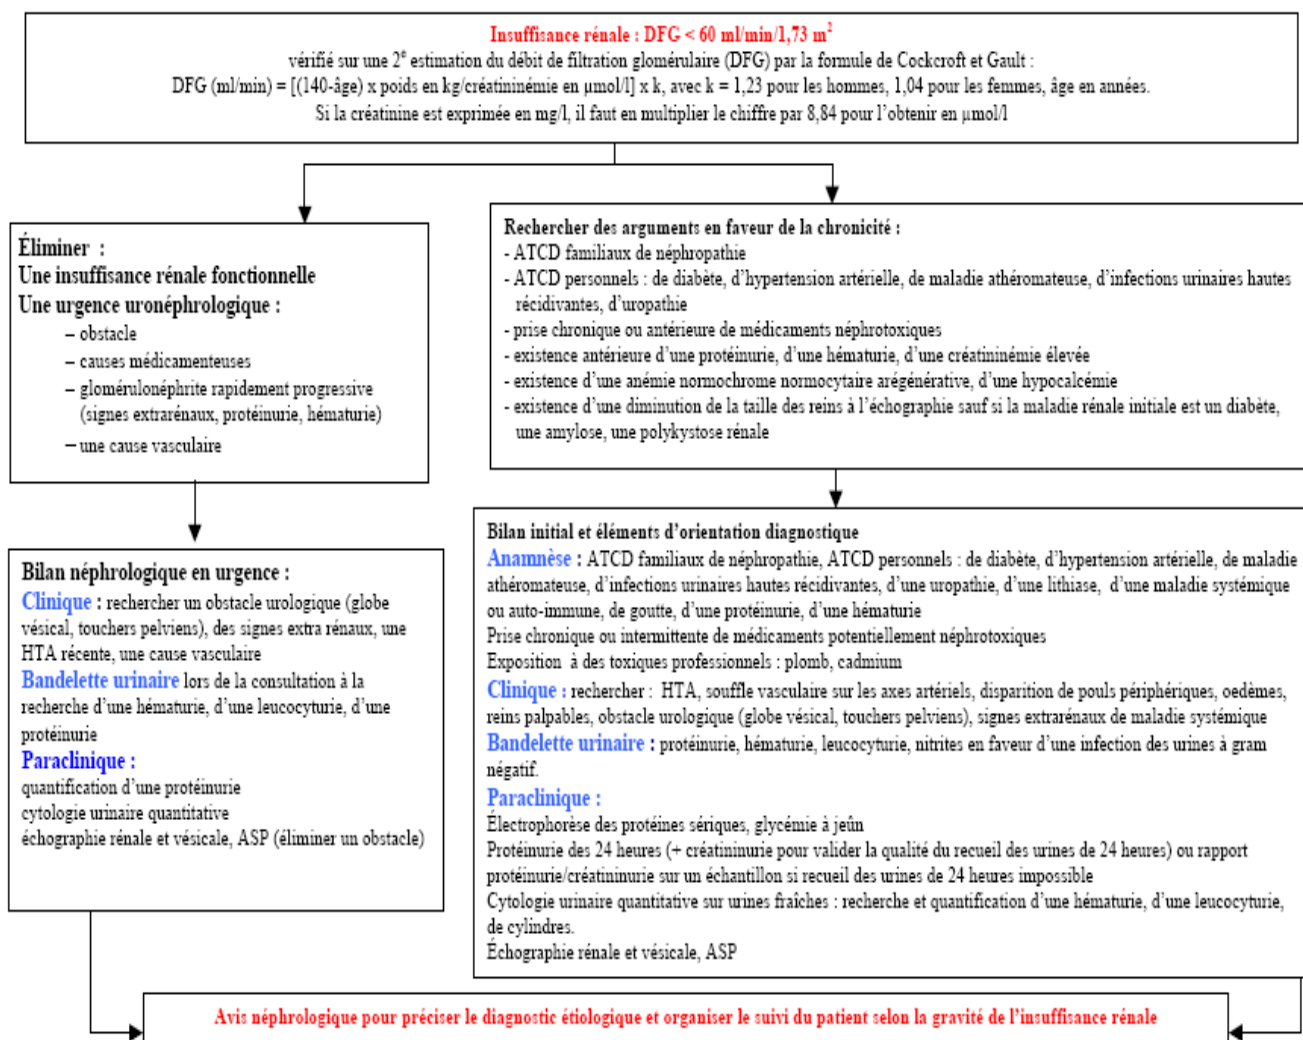 Insuffisance rénale : DFG < 60 ml/min/1,73 m²
vérifié sur une 2e estimation du débit de filtration glomérulaire (DFG) par la formule de Cockcroft et Gault :
DFG (ml/min) = [(140-âge) x poids en kg/créatininémie en µmol/l] x k, avec k = 1,23 pour les hommes, 1,04 pour les femmes, âge en années.
Si la créatinine est exprimée en mg/l, il faut en multiplier le chiffre par 8,84 pour l'obtenir en µmol/l
Éliminer :
Une insuffisance rénale fonctionnelle
Une urgence uronéphrologique :
– obstacle
– causes médicamenteuses
– glomérulonéphrite rapidement progressive
(signes extrarénaux, protéinurie, hématurie)
– une cause vasculaire
Rechercher des arguments en faveur de la chronicité :
- ATCD familiaux de néphropathie
- ATCD personnels : de diabète, d'hypertension artérielle, de maladie athéromateuse, d'infections urinaires hautes
récidivantes, d'uropathie
- prise chronique ou antérieure de médicaments néphrotoxiques
- existence antérieure d'une protéinurie, d'une hématurie, d'une créatininémie élevée
- existence d'une anémie normochrome normocytaire arégénérative, d'une hypocalcémie
- existence d'une diminution de la taille des reins à l'échographie sauf si la maladie rénale initiale est un diabète,
une amylose, une polykystose rénale
Bilan néphrologique en urgence :
Clinique : rechercher un obstacle urologique (globe
vésical, touchers pelviens), des signes extra rénaux, une
HTA récente, une cause vasculaire
Bandelette urinaire lors de la consultation à la
recherche d'une hématurie, d'une leucocyturie, d'une
protéinurie
Paraclinique :
quantification d'une protéinurie
cytologie urinaire quantitative
échographie rénale et vésicale, ASP (éliminer un obstacle)
Bilan initial et éléments d'orientation diagnostique
Anamnèse : ATCD familiaux de néphropathie, ATCD personnels : de diabète, d'hypertension artérielle, de maladie
athéromateuse, d'infections urinaires hautes récidivantes, d'une uropathie, d'une lithiase, d'une maladie systémique
ou auto-immune, de goutte, d'une protéinurie, d'une hématurie
Prise chronique ou intermittente de médicaments potentiellement néphrotoxiques
Exposition à des toxiques professionnels : plomb, cadmium
Clinique : rechercher : HTA, souffle vasculaire sur les axes artériels, disparition de pouls périphériques, oedèmes,
reins palpables, obstacle urologique (globe vésical, touchers pelviens), signes extrarénaux de maladie systémique
Bandelette urinaire : protéinurie, hématurie, leucocyturie, nitrites en faveur d'une infection des urines à gram
négatif.
Paraclinique :
Électrophorèse des protéines sériques, glycémie à jeûn
Protéinurie des 24 heures (+ créatininurie pour valider la qualité du recueil des urines de 24 heures) ou rapport
protéinurie/créatininurie sur un échantillon si recueil des urines de 24 heures impossible
Cytologie urinaire quantitative sur urines fraîches : recherche et quantification d'une hématurie, d'une leucocyturie,
de cylindres.
Échographie rénale et vésicale, ASP
Avis néphrologique pour préciser le diagnostic étiologique et organiser le suivi du patient selon la gravité de l'insuffisance rénale